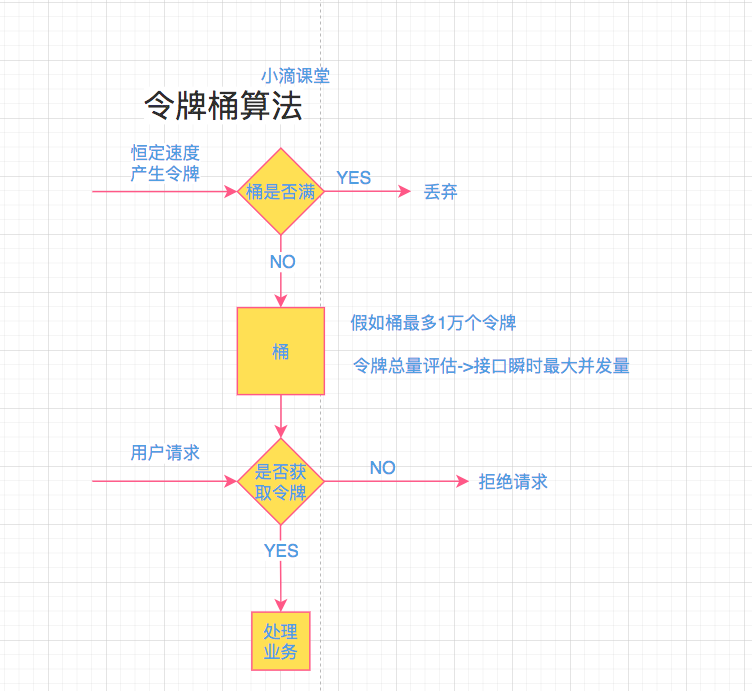 小滴课堂
令牌桶算法
恒定速度
产生令牌
桶是否满
YES
丢弃
NO
桶
假如桶最多1万个令牌
令牌总量评估->接口瞬时最大并发量
用户请求
是否获
取令牌
NO
拒绝请求
YES
处理
业务